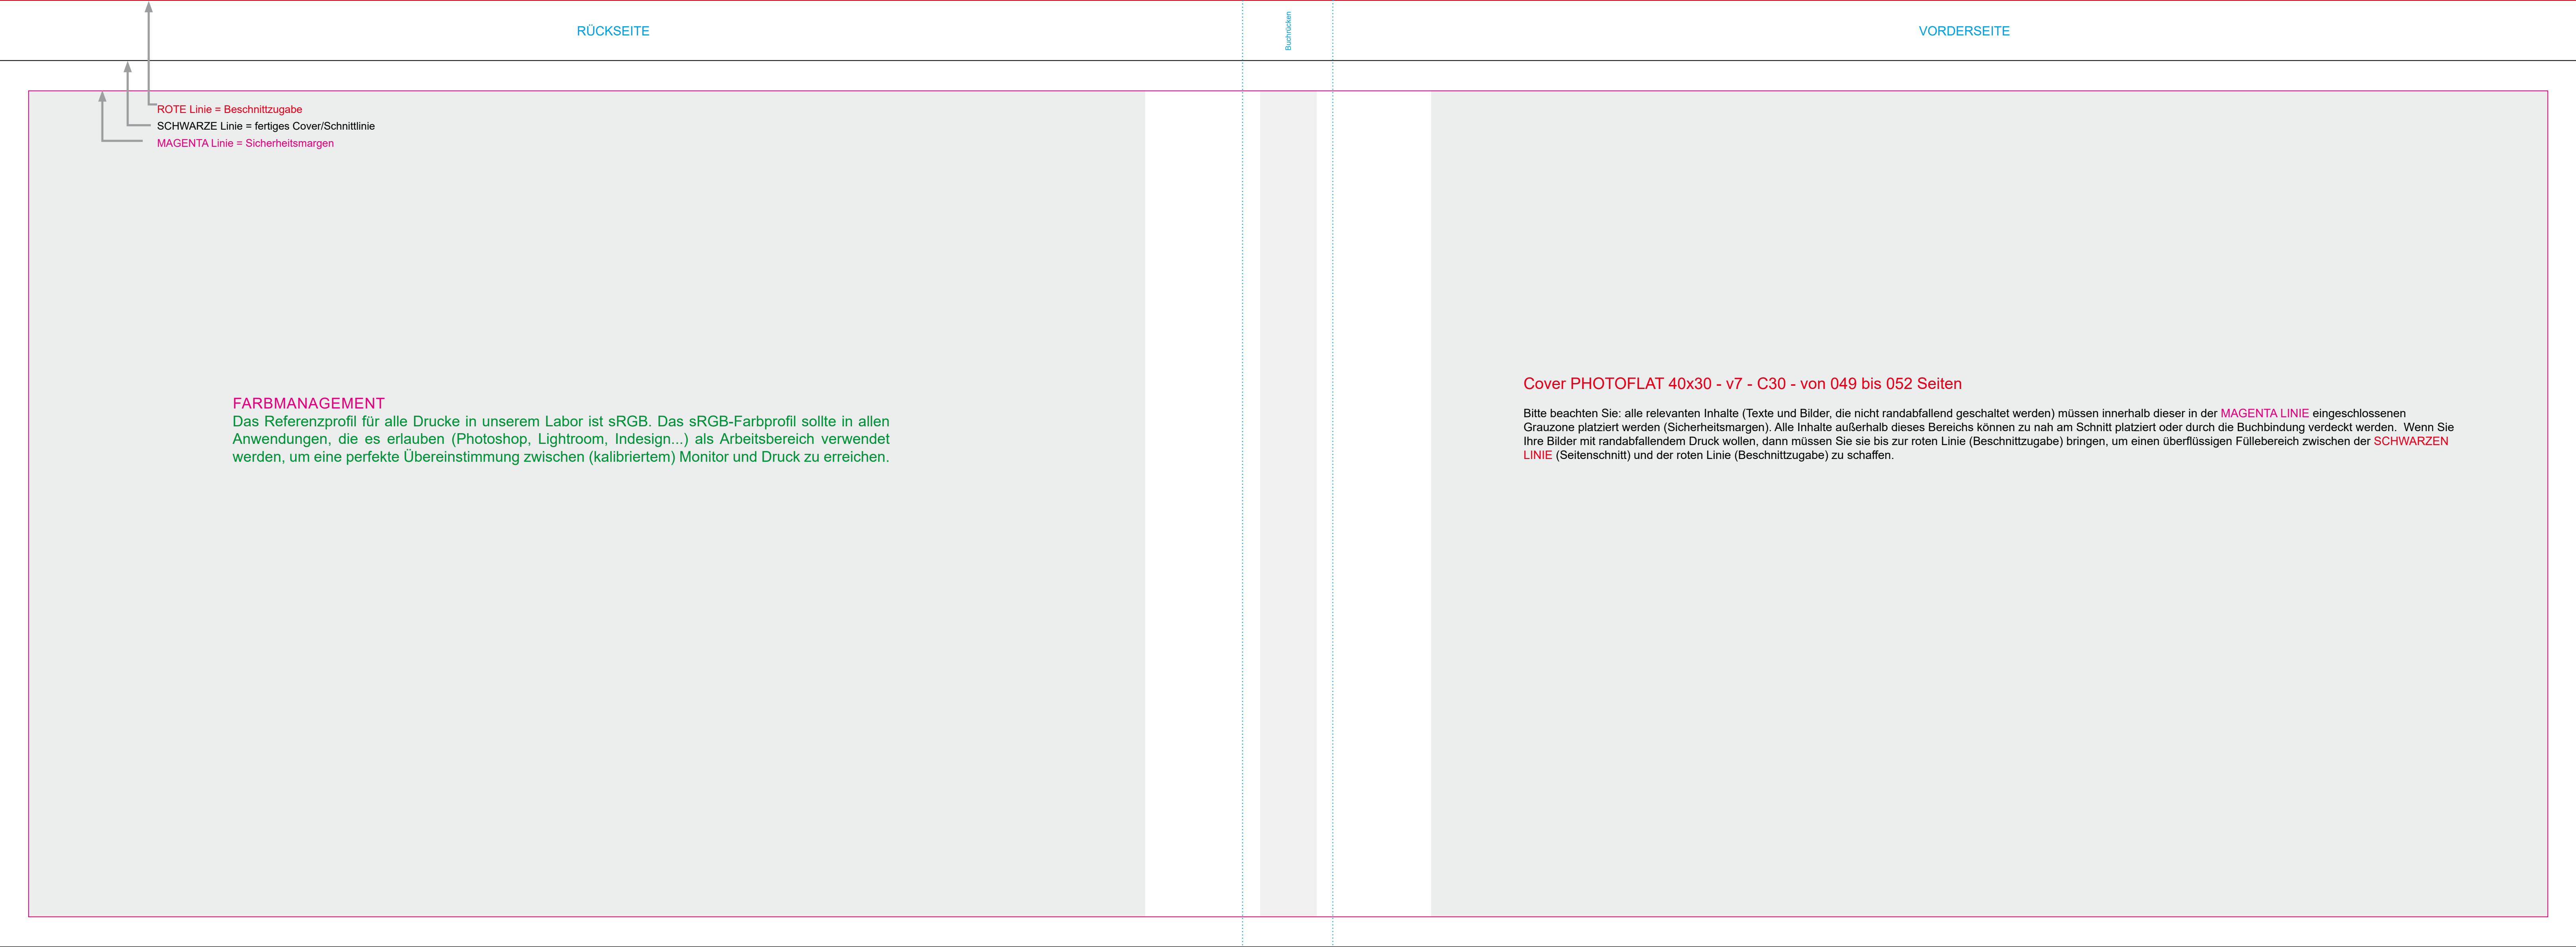 RÜCKSEITE
Buchrücken
VORDERSEITE
ROTE Linie = Beschnittzugabe
SCHWARZE Linie = fertiges Cover/Schnittlinie
MAGENTA Linie = Sicherheitsmargen
FARBMANAGEMENT
Das Referenzprofil für alle Drucke in unserem Labor ist sRGB. Das sRGB-Farbprofil sollte in allen
Anwendungen, die es erlauben (Photoshop, Lightroom, Indesign...) als Arbeitsbereich verwendet
werden, um eine perfekte Übereinstimmung zwischen (kalibriertem) Monitor und Druck zu erreichen.
Cover PHOTOFLAT 40x30 - v7 - C30 - von 049 bis 052 Seiten
Bitte beachten Sie: alle relevanten Inhalte (Texte und Bilder, die nicht randabfallend geschaltet werden) müssen innerhalb dieser in der MAGENTA LINIE eingeschlossenen
Grauzone platziert werden (Sicherheitsmargen). Alle Inhalte außerhalb dieses Bereichs können zu nah am Schnitt platziert oder durch die Buchbindung verdeckt werden. Wenn Sie
Ihre Bilder mit randabfallendem Druck wollen, dann müssen Sie sie bis zur roten Linie (Beschnittzugabe) bringen, um einen überflüssigen Füllebereich zwischen der SCHWARZEN
LINIE (Seitenschnitt) und der roten Linie (Beschnittzugabe) zu schaffen.